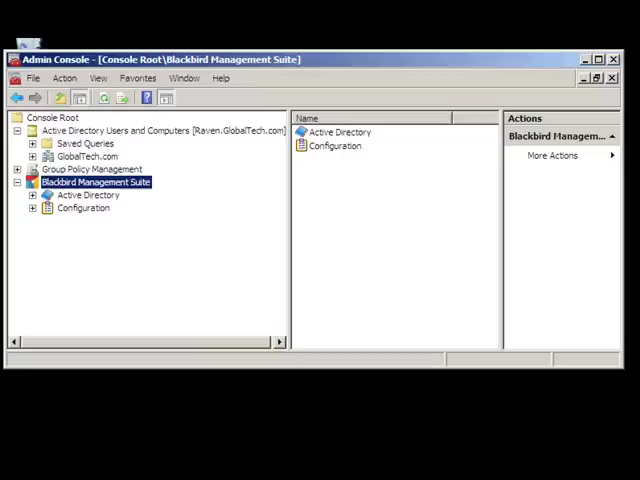 Admin Console - [Console Root\Blackbird Management Suite]
File Action View Favorites Window Help
Console Root
Active Directory Users and Computers [Raven.GlobalTech.com]
Saved Queries
GlobalTech.com
Group Policy Management
Blackbird Management Suite
Active Directory
Configuration
Name
Active Directory
Configuration
Actions
Blackbird Managem...
More Actions